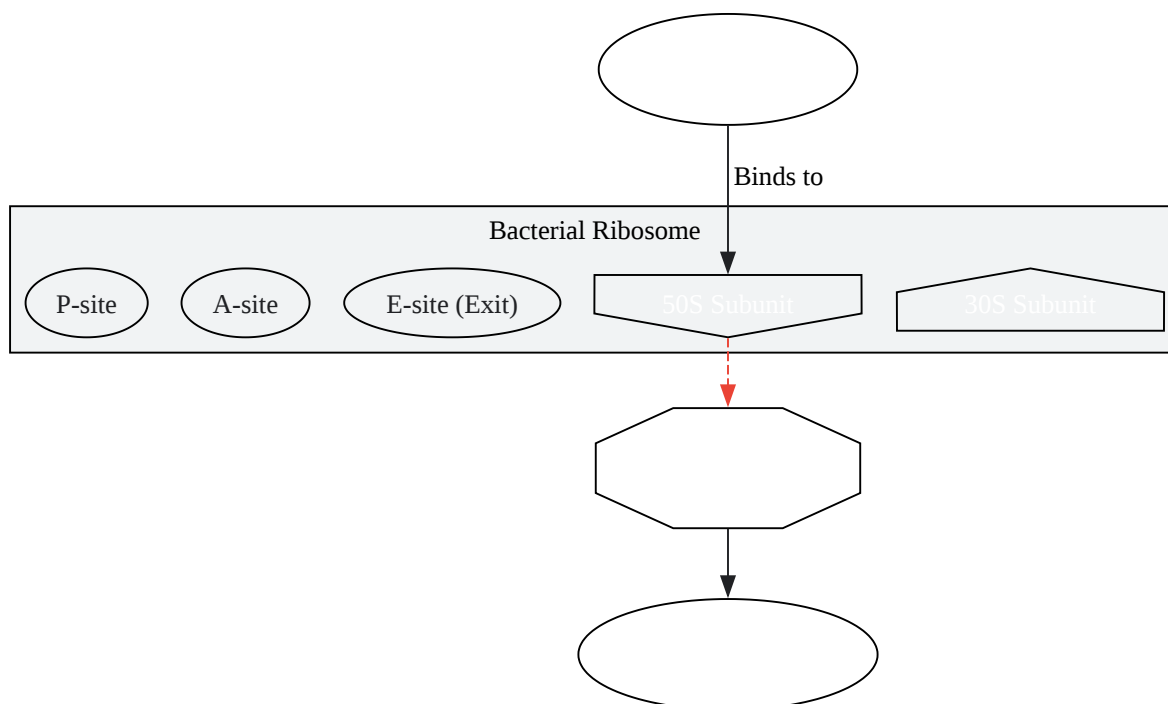 Binds to
Bacterial Ribosome
P-site
A-site
E-site (Exit)
50S Subunit
30S Subunit